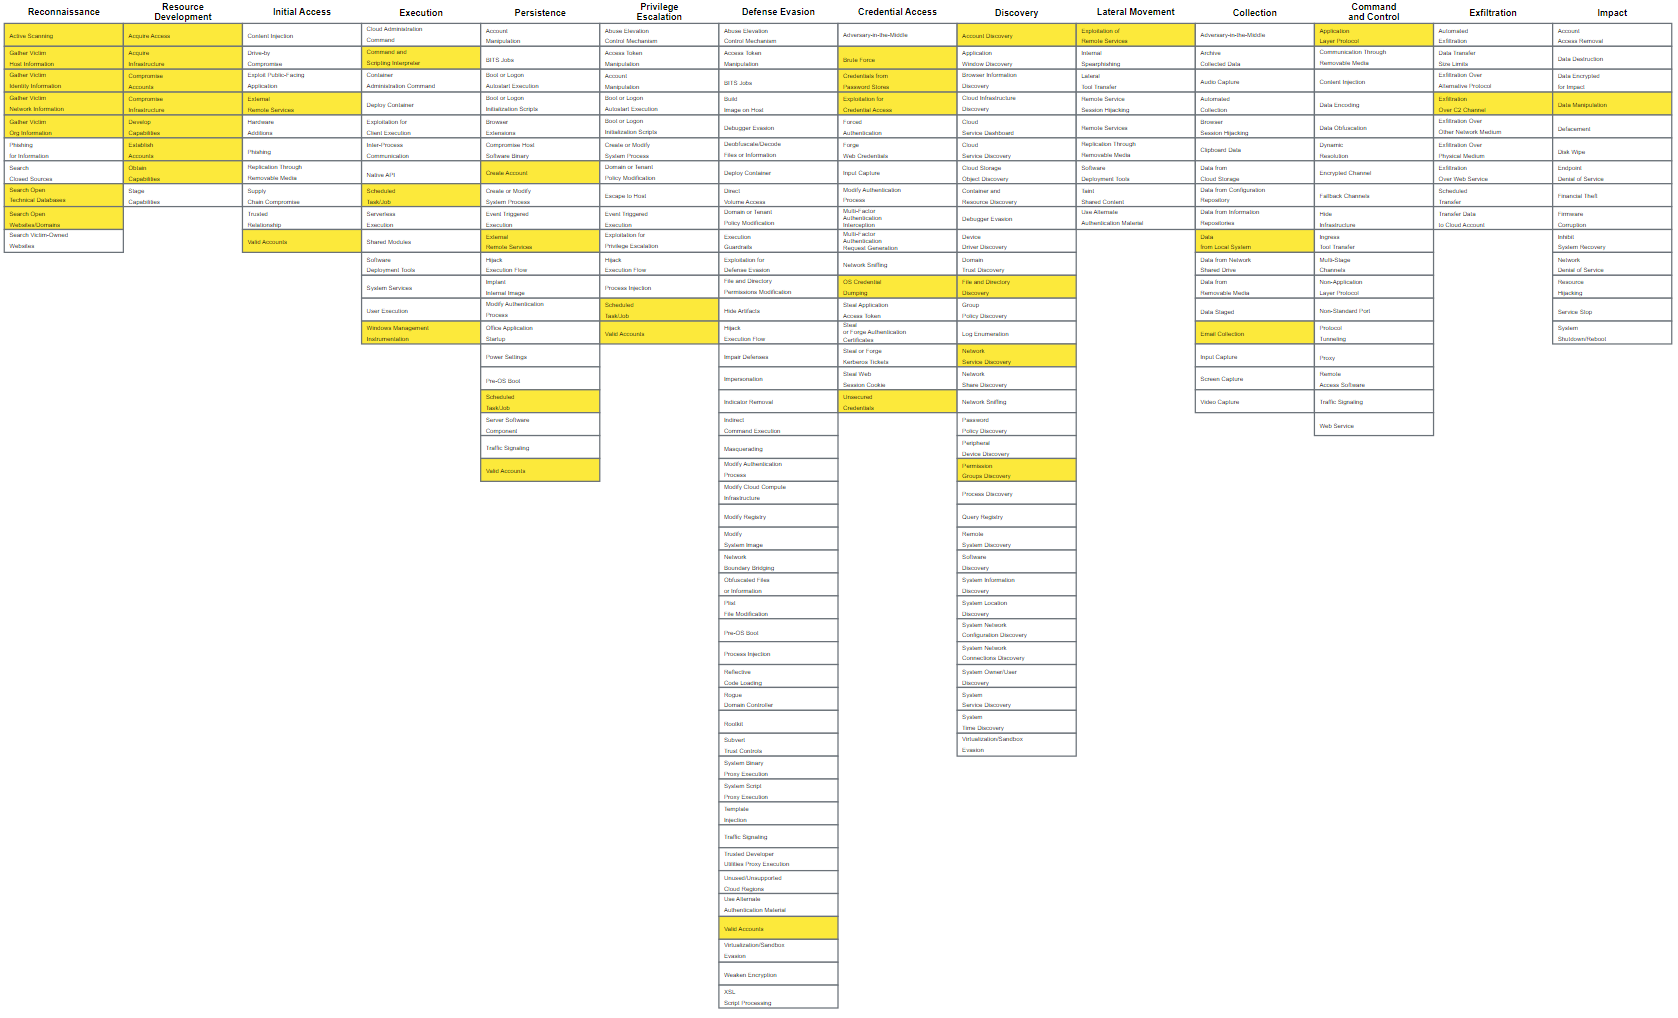 Reconnaissance
Active Scanning
Gather Victim
Host Information
Gather Victim
Identity Information
Gather Victim
Network Information
Gather Victim
Org Information
Phishing
for Information
Search
Closed Sources
Search Open
Technical Databases
Search Open
Websites/Domains
Search Victim-Owned
Websites
Resource
Development
Acquire Access
Acquire
Infrastructure
Compromise
Accounts
Compromise
Infrastructure
Develop
Capabilities
Establish
Accounts
Obtain
Capabilities
Stage
Capabilities
Initial Access
Content Injection
Drive-by
Compromise
Exploit Public-Facing
Application
External
Remote Services
Hardware
Additions
Phishing
Replication Through
Removable Media
Supply
Chain Compromise
Trusted
Relationship
Valid Accounts
Execution
Cloud Administration
Command
Command and
Scripting Interpreter
Container
Administration Command
Deploy Container
Exploitation for
Client Execution
Inter-Process
Communication
Native API
Scheduled
Task/Job
Serverless
Execution
Shared Modules
Software
Deployment Tools
System Services
User Execution
Windows Management
Instrumentation
Persistence
Account
Manipulation
BITS Jobs
Boot or Logon
Autostart Execution
Boot or Logon
Initialization Scripts
Browser
Extensions
Compromise Host
Software Binary
Create Account
Create or Modify
System Process
Event Triggered
Execution
External
Remote Services
Hijack
Execution Flow
Implant
Internal Image
Modify Authentication
Process
Office Application
Startup
Power Settings
Pre-OS Boot
Scheduled
Task/Job
Server Software
Component
Traffic Signaling
Valid Accounts
Privilege
Escalation
Abuse Elevation
Control Mechanism
Access Token
Manipulation
Account
Manipulation
Boot or Logon
Autostart Execution
Boot or Logon
Initialization Scripts
Create or Modify
System Process
Domain or Tenant
Policy Modification
Escape to Host
Event Triggered
Execution
Exploitation for
Privilege Escalation
Hijack
Execution Flow
Process Injection
Scheduled
Task/Job
Valid Accounts
Defense Evasion
Abuse Elevation
Control Mechanism
Access Token
Manipulation
BITS Jobs
Build
Image on Host
Debugger Evasion
Deobfuscate/Decode
Files or Information
Deploy Container
Direct
Volume Access
Domain or Tenant
Policy Modification
Execution
Guardrails
Exploitation for
Defense Evasion
File and Directory
Permissions Modification
Hide Artifacts
Hijack
Execution Flow
Impair Defenses
Impersonation
Indicator Removal
Indirect
Command Execution
Masquerading
Modify Authentication
Process
Modify Cloud Compute
Infrastructure
Modify Registry
Modify
System Image
Network
Boundary Bridging
Obfuscated Files
or Information
Plist
File Modification
Pre-OS Boot
Process Injection
Reflective
Code Loading
Rogue
Domain Controller
Rootkit
Subvert
Trust Controls
System Binary
Proxy Execution
System Script
Proxy Execution
Template
Injection
Traffic Signaling
Trusted Developer
Utilities Proxy Execution
Unused/Unsupported
Cloud Regions
Use Alternate
Authentication Material
Valid Accounts
Virtualization/Sandbox
Evasion
Weaken Encryption
XSL
Script Processing
Credential Access
Adversary-in-the-Middle
Brute Force
Credentials from
Password Stores
Exploitation for
Credential Access
Forced
Authentication
Forge
Web Credentials
Input Capture
Modify Authentication
Process
Multi-Factor
Authentication
Interception
Multi-Factor
Authentication
Request Generation
Network Sniffing
OS Credential
Dumping
Steal Application
Access Token
Steal
or Forge Authentication
Certificates
Steal or Forge
Kerberos Tickets
Steal Web
Session Cookie
Unsecured
Credentials
Discovery
Account Discovery
Application
Window Discovery
Browser Information
Discovery
Cloud Infrastructure
Discovery
Cloud
Service Dashboard
Cloud
Service Discovery
Cloud Storage
Object Discovery
Container and
Resource Discovery
Debugger Evasion
Device
Driver Discovery
Domain
Trust Discovery
File and Directory
Discovery
Group
Policy Discovery
Log Enumeration
Network
Service Discovery
Network
Share Discovery
Network Sniffing
Password
Policy Discovery
Peripheral
Device Discovery
Permission
Groups Discovery
Process Discovery
Query Registry
Remote
System Discovery
Software
Discovery
System Information
Discovery
System Location
Discovery
System Network
Configuration Discovery
System Network
Connections Discovery
System Owner/User
Discovery
System
Service Discovery
System
Time Discovery
Virtualization/Sandbox
Evasion
Lateral Movement
Exploitation of
Remote Services
Internal
Spearphishing
Lateral
Tool Transfer
Remote Service
Session Hijacking
Remote Services
Replication Through
Removable Media
Software
Deployment Tools
Taint
Shared Content
Use Alternate
Authentication Material
Collection
Adversary-in-the-Middle
Archive
Collected Data
Audio Capture
Automated
Collection
Browser
Session Hijacking
Clipboard Data
Data from
Cloud Storage
Data from Configuration
Repository
Data from Information
Repositories
Data
from Local System
Data from Network
Shared Drive
Data from
Removable Media
Data Staged
Email Collection
Input Capture
Screen Capture
Video Capture
Command
and Control
Application
Layer Protocol
Communication Through
Removable Media
Content Injection
Data Encoding
Data Obfuscation
Dynamic
Resolution
Encrypted Channel
Fallback Channels
Hide
Infrastructure
Ingress
Tool Transfer
Multi-Stage
Channels
Non-Application
Layer Protocol
Non-Standard Port
Protocol
Tunneling
Proxy
Remote
Access Software
Traffic Signaling
Web Service
Exfiltration
Automated
Exfiltration
Data Transfer
Size Limits
Exfiltration Over
Alternative Protocol
Exfiltration
Over C2 Channel
Exfiltration Over
Other Network Medium
Exfiltration Over
Physical Medium
Exfiltration
Over Web Service
Scheduled
Transfer
Transfer Data
to Cloud Account
Impact
Account
Access Removal
Data Destruction
Data Encrypted
for Impact
Data Manipulation
Defacement
Disk Wipe
Endpoint
Denial of Service
Financial Theft
Firmware
Corruption
Inhibit
System Recovery
Network
Denial of Service
Resource
Hijacking
Service Stop
System
Shutdown/Reboot